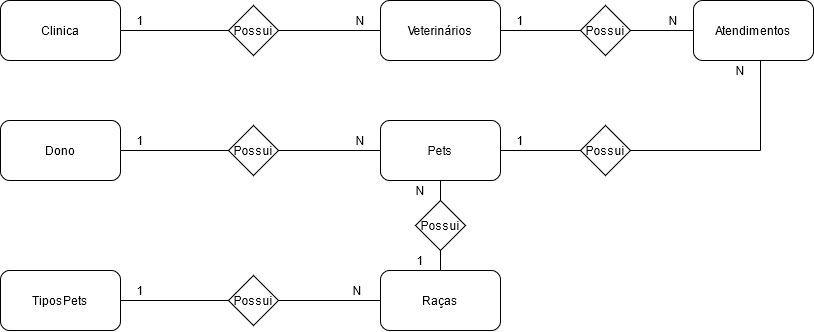 Clinica 1 Possui N Veterinários 1 Possui N Atendimentos
N
Dono 1 Possui N Pets 1 Possui
N
Possui
1
TiposPets 1 Possui N Raças